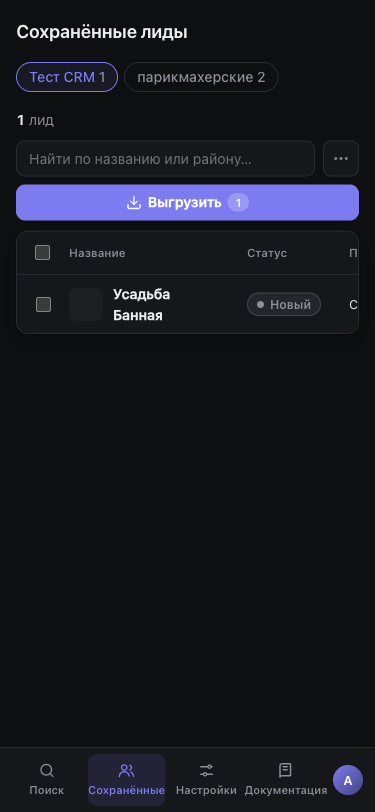 Сохранённые лиды
Тест CRM 1
парикмахерские 2
1 лид
Найти по названию или району...
Выгрузить 1
Название Статус П
Усадьба
Банная
Новый
С
Поиск Сохранённые Настройки Документация А